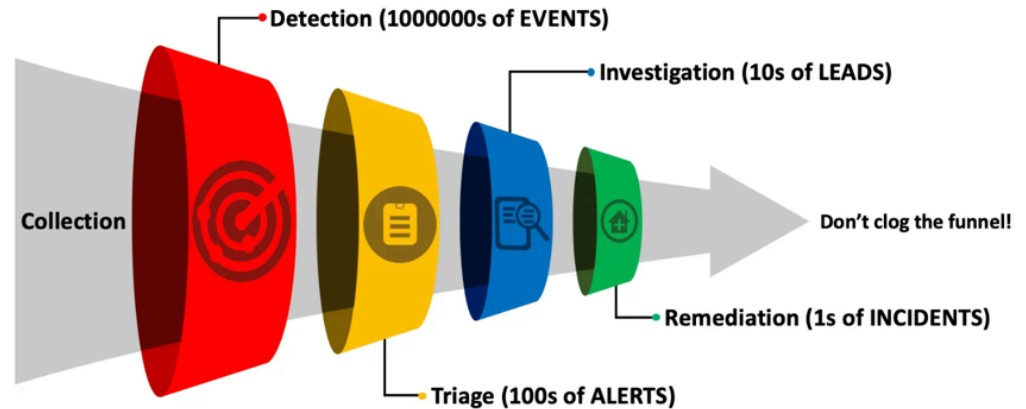 Detection (1000000s of EVENTS)
Investigation (10s of LEADS)
Collection
Don’t clog the funnel!
Remediation (1s of INCIDENTS)
Triage (100s of ALERTS)